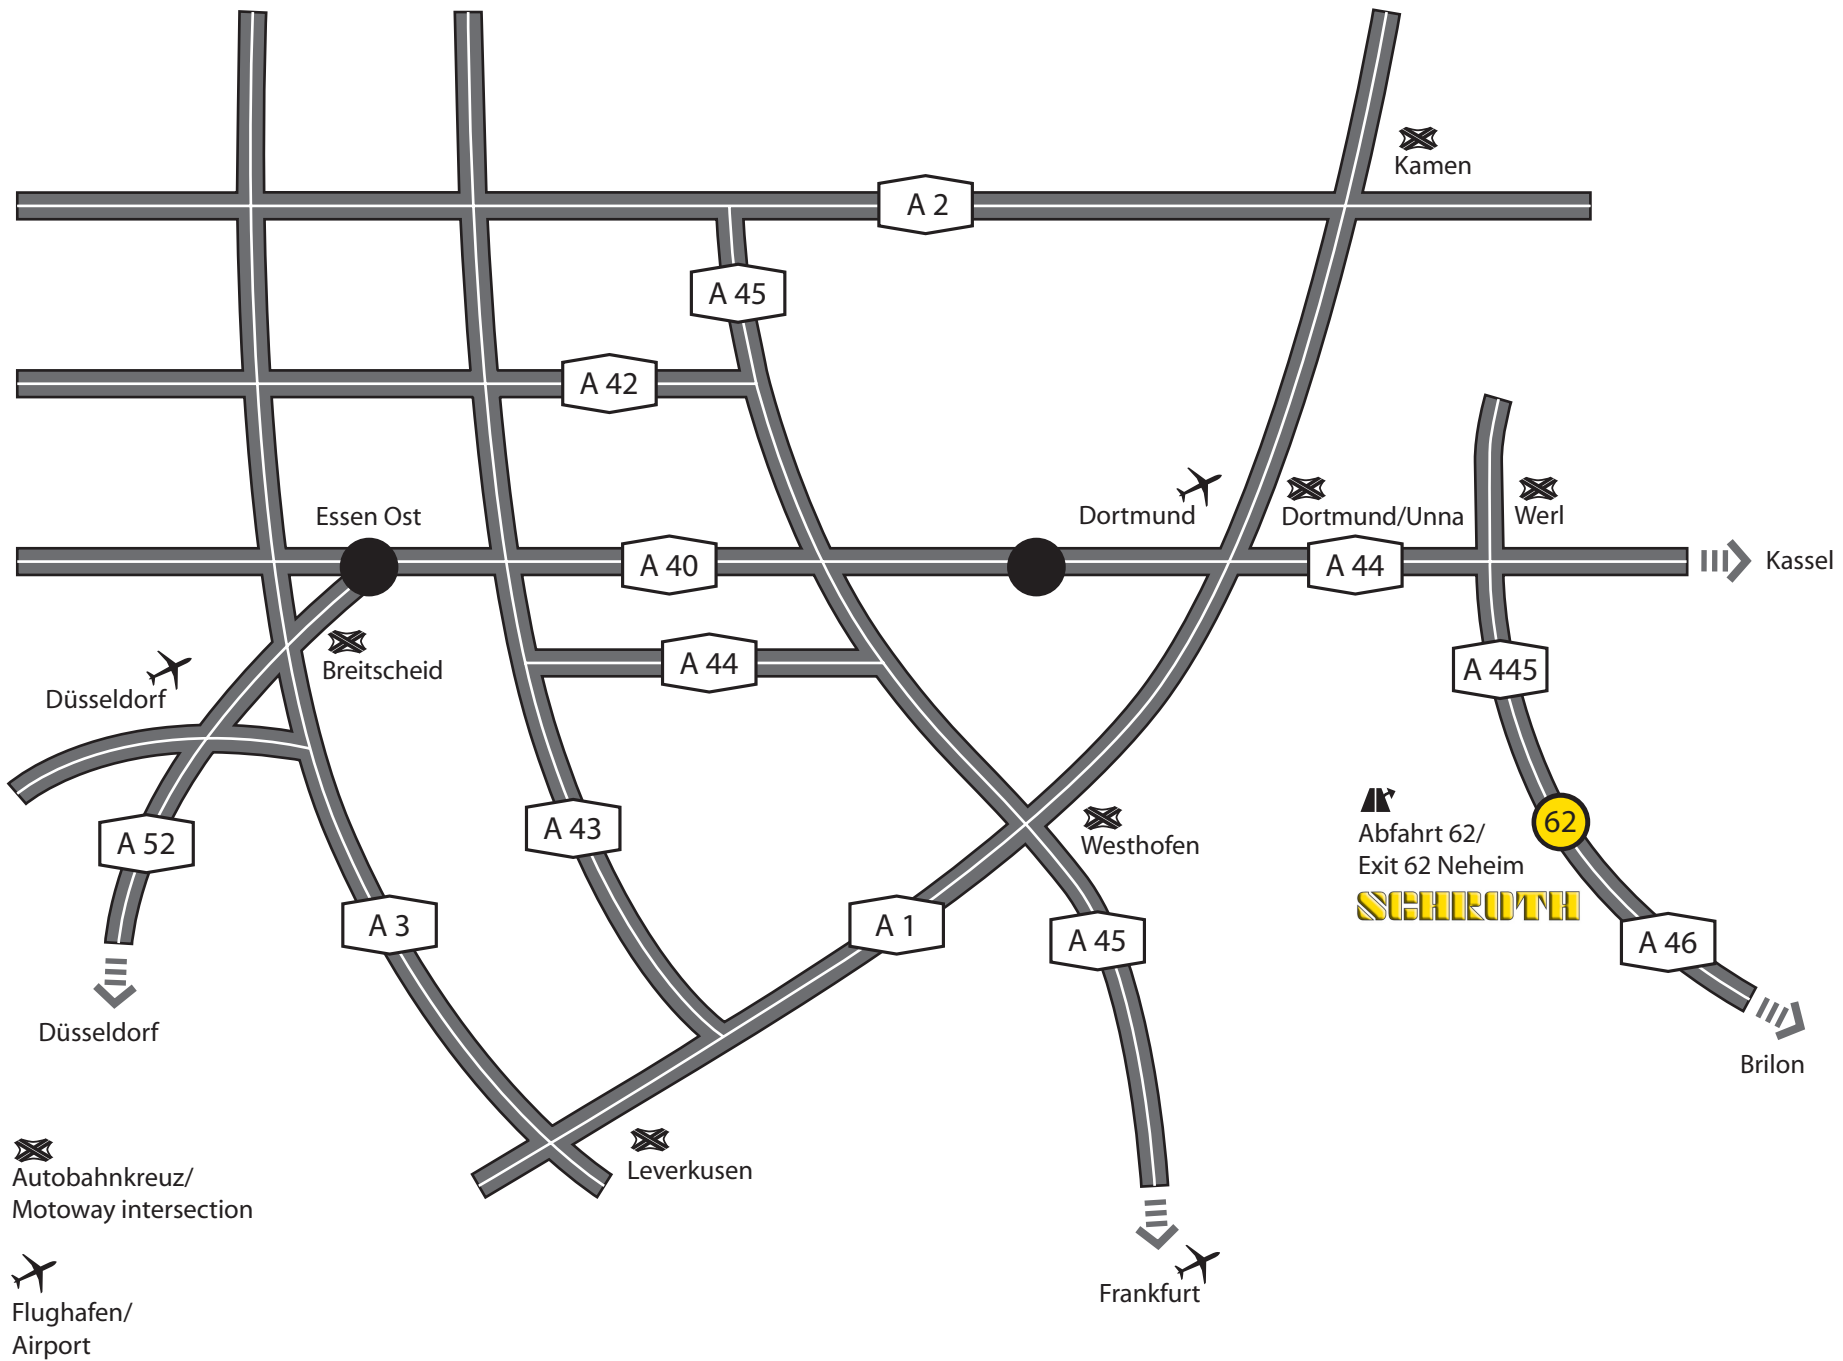 Kamen
A 2
A 45
A 42
Essen Ost
Dortmund
Dortmund/Unna
Werl
A 40
A 44
Kassel
Breitscheid
A 44
A 445
Düsseldorf
Abfahrt 62/
Exit 62 Neheim
SCHROTH
62
A 52
A 43
Westhofen
A 3
A 1
A 45
A 46
Düsseldorf
Brilon
Leverkusen
Autobahnkreuz/
Motoway intersection
Frankfurt
Flughafen/
Airport